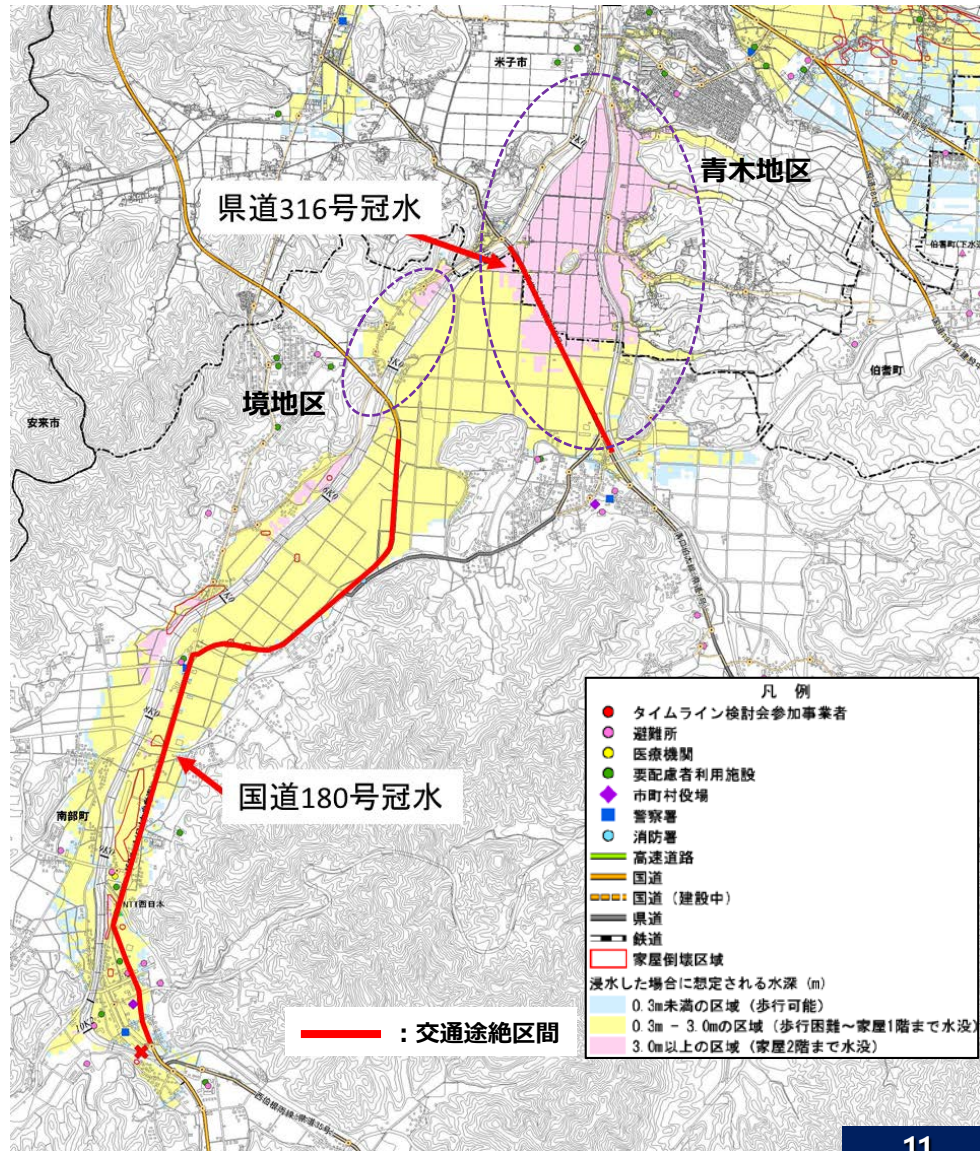 米子市
青木地区
県道316号冠水
伯耆町
境地区
安来市
国道180号冠水
南部町
NTT西日本
凡 例
タイムライン検討会参加事業者
避難所
医療機関
要配慮者利用施設
市町村役場
警察署
消防署
高速道路
国道
国道（建設中）
県道
鉄道
家屋倒壊区域
浸水した場合に想定される水深（m）
0.3m未満の区域（歩行可能）
0.3m - 3.0mの区域（歩行困難～家屋1階まで水没）
3.0m以上の区域（家屋2階まで水没）
：交通途絶区間
11